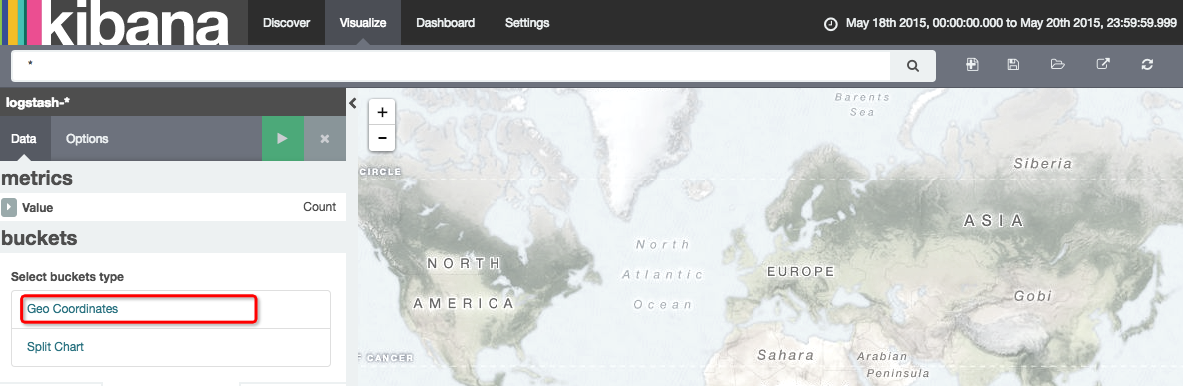 kibana
Discover
Visualize
Dashboard
Settings
May 18th 2015, 00:00:00.000 to May 20th 2015, 23:59:59.999
*
logstash-*
Data
Options
metrics
Value
Count
buckets
Select buckets type
Geo Coordinates
Split Chart
+
-
Barents
Sea
CIRCLE
Siberia
ASIA
North
Atlantic
Ocean
NORTH
AMERICA
EUROPE
Gobi
F CANCER
Sahara
Arabian
Peninsula